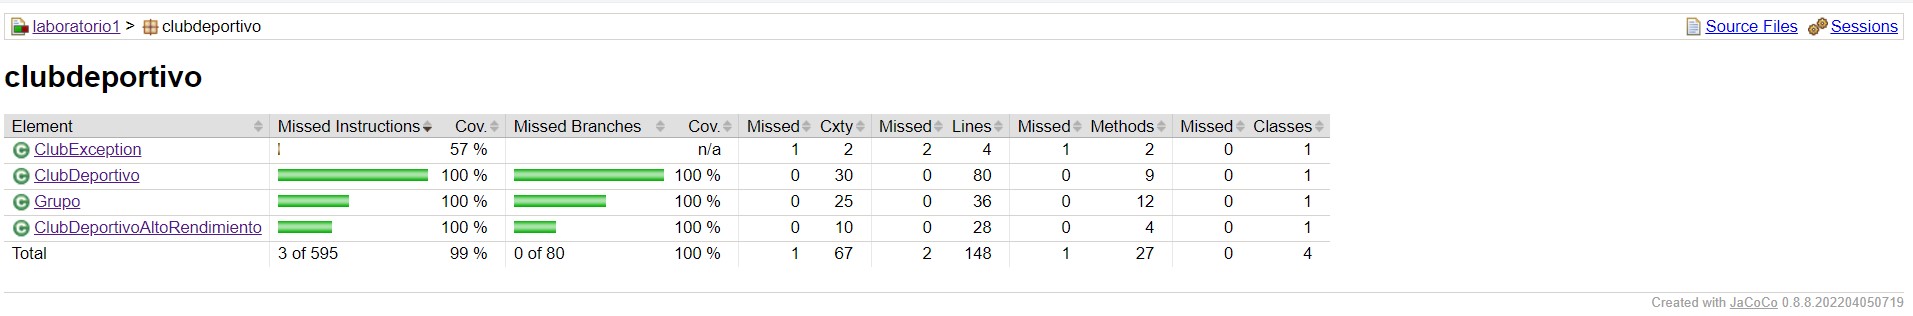 laboratorio1 > clubdeportivo Source Files Sessions
clubdeportivo
Element Missed Instructions Cov. Missed Branches Cov. Missed Cxty Missed Lines Missed Methods Missed Classes
ClubException 57 % n/a 1 2 2 4 1 2 0 1
ClubDeportivo 100 % 100 % 0 30 0 80 0 9 0 1
Grupo 100 % 100 % 0 25 0 36 0 12 0 1
ClubDeportivoAltoRendimiento 100 % 100 % 0 10 0 28 0 4 0 1
Total 3 of 595 99 % 0 of 80 100 % 1 67 2 148 1 27 0 4
Created with JaCoCo 0.8.8.202204050719